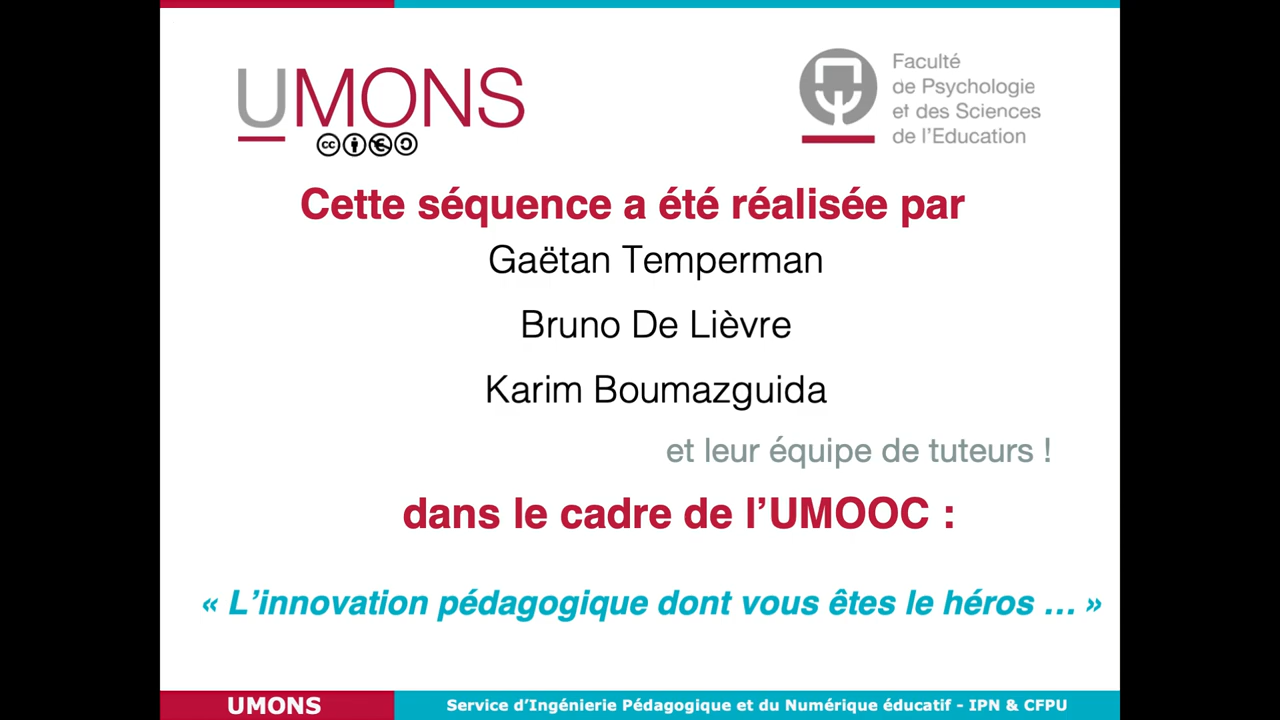 UMONS
Faculté
de Psychologie
et des Sciences
de l'Education
cc
Cette séquence a été réalisée par
Gaëtan Temperman
Bruno De Lièvre
Karim Boumazguida
et leur équipe de tuteurs !
dans le cadre de l'UMOOC :
« L'innovation pédagogique dont vous êtes le héros ... »
UMONS
Service d'Ingénierie Pédagogique et du Numérique éducatif - IPN & CFPU